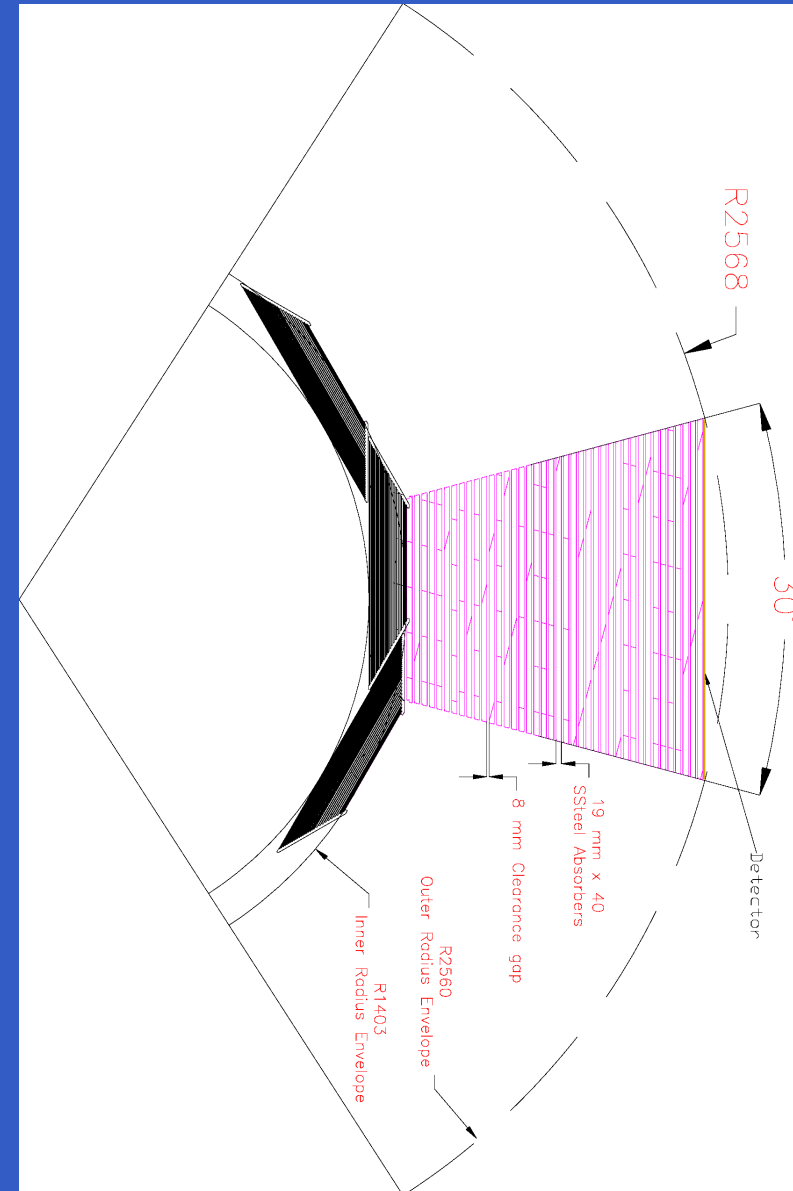 R2568
30°
Detector
19 mm x 40
SSteel Absorbers
8 mm Clearance gap
R2560
Outer Radius Envelope
R1403
Inner Radius Envelope